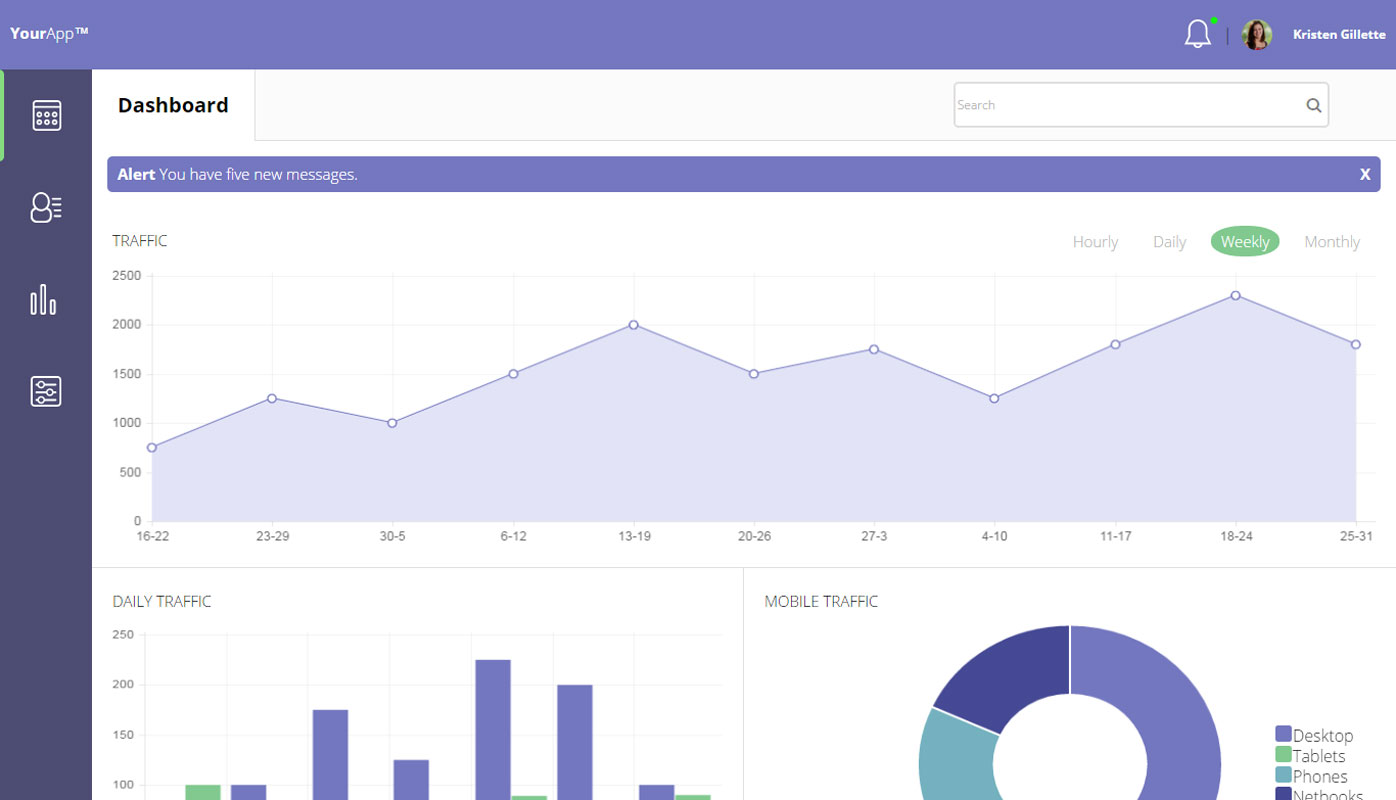 YourApp™
Kristen Gillette
Dashboard
Search
Alert You have five new messages.
X
TRAFFIC
Hourly Daily Weekly Monthly
2500
2000
1500
1000
500
0
16-22 23-29 30-5 6-12 13-19 20-26 27-3 4-10 11-17 18-24 25-31
DAILY TRAFFIC
250
200
150
100
MOBILE TRAFFIC
Desktop
Tablets
Phones
Netbooks